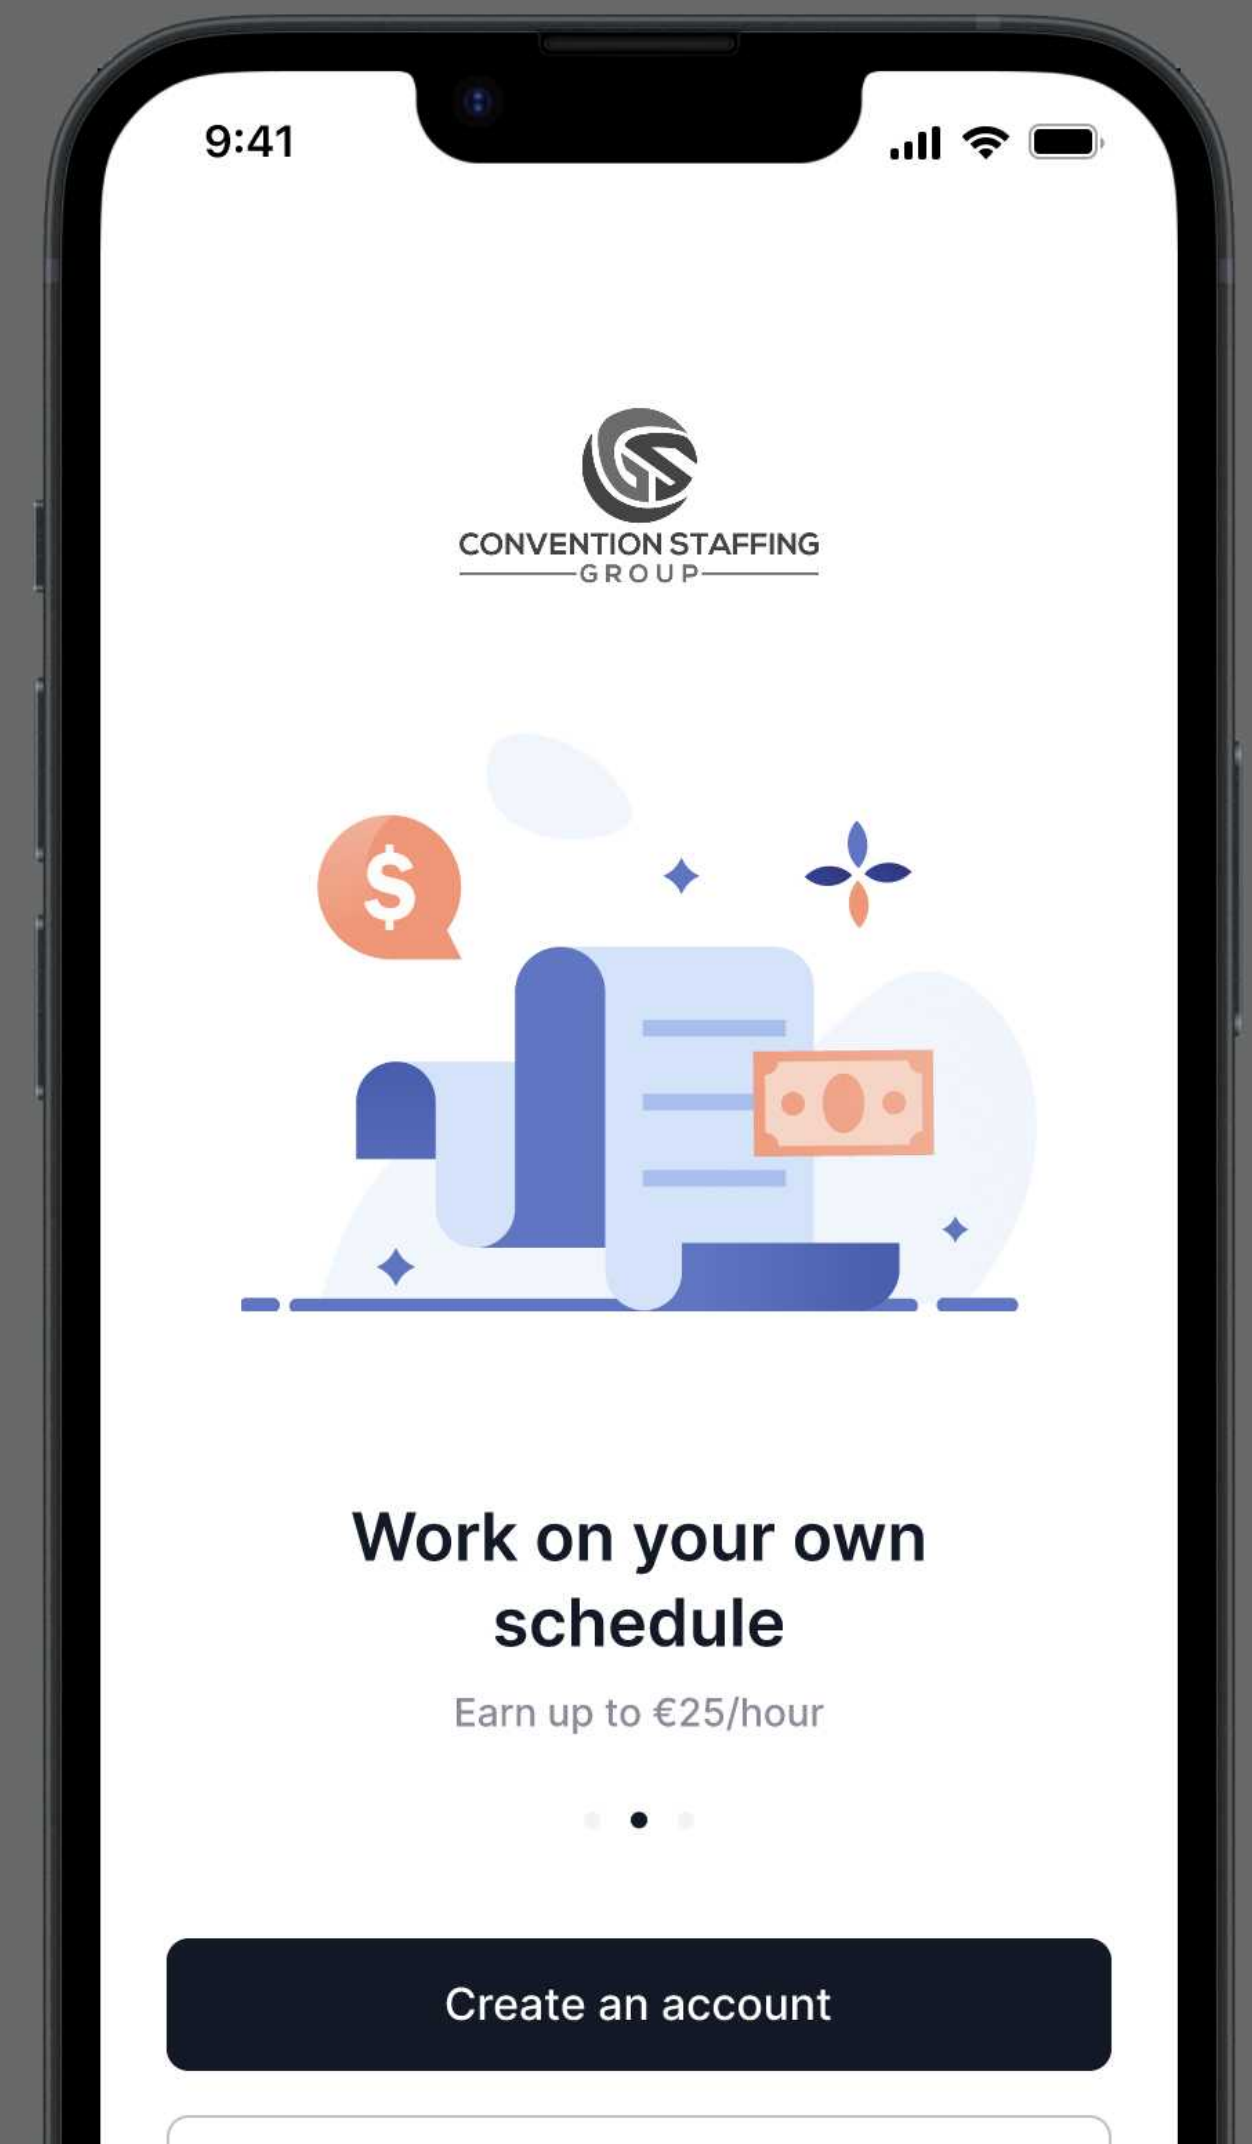 9:41
CONVENTION STAFFING
GROUP
$
Work on your own
schedule
Earn up to €25/hour
Create an account